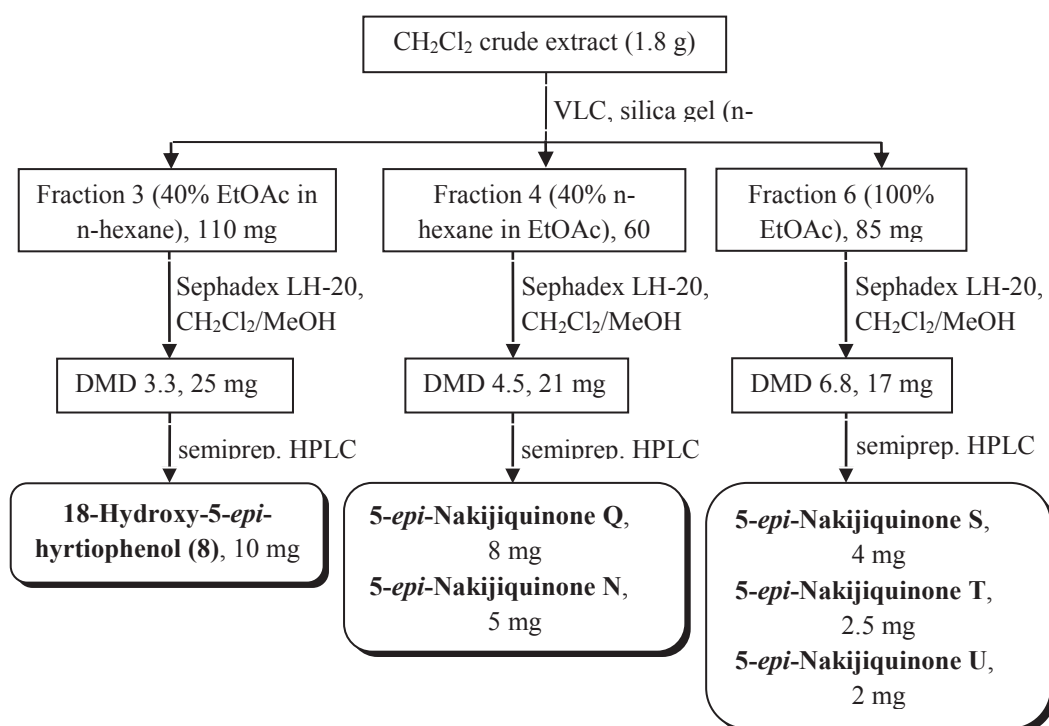 CH₂Cl₂ crude extract (1.8 g)
VLC, silica gel (n-
Fraction 3 (40% EtOAc in
n-hexane), 110 mg
Fraction 4 (40% n-
hexane in EtOAc), 60
Fraction 6 (100%
EtOAc), 85 mg
Sephadex LH-20,
CH₂Cl₂/MeOH
Sephadex LH-20,
CH₂Cl₂/MeOH
Sephadex LH-20,
CH₂Cl₂/MeOH
DMD 3.3, 25 mg
DMD 4.5, 21 mg
DMD 6.8, 17 mg
semiprep. HPLC
semiprep. HPLC
semiprep. HPLC
18-Hydroxy-5-epi-
hyrtiophenol (8), 10 mg
5-epi-Nakijiquinone Q,
8 mg
5-epi-Nakijiquinone N,
5 mg
5-epi-Nakijiquinone S,
4 mg
5-epi-Nakijiquinone T,
2.5 mg
5-epi-Nakijiquinone U,
2 mg